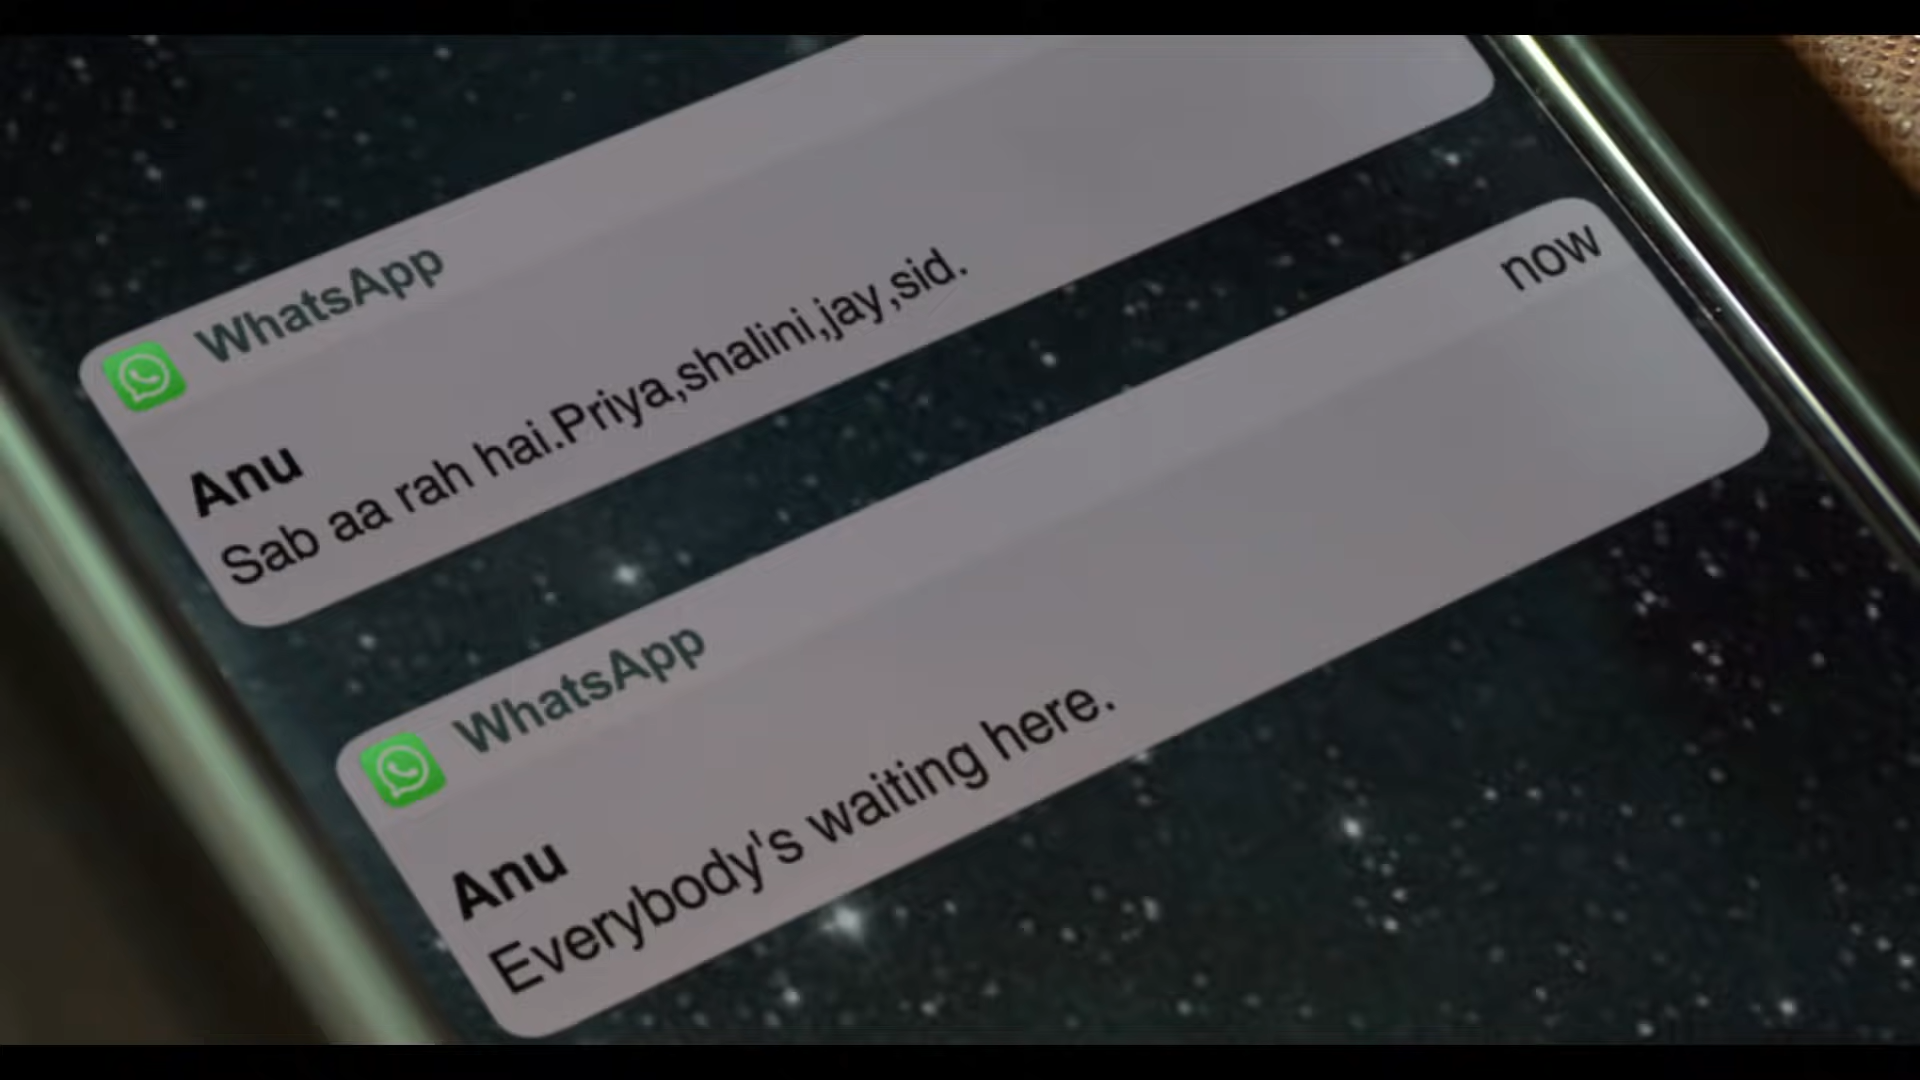 WhatsApp
Anu
Sab aa rah hai.Priya,shalini,jay,sid.
WhatsApp now
Anu
Everybody's waiting here.